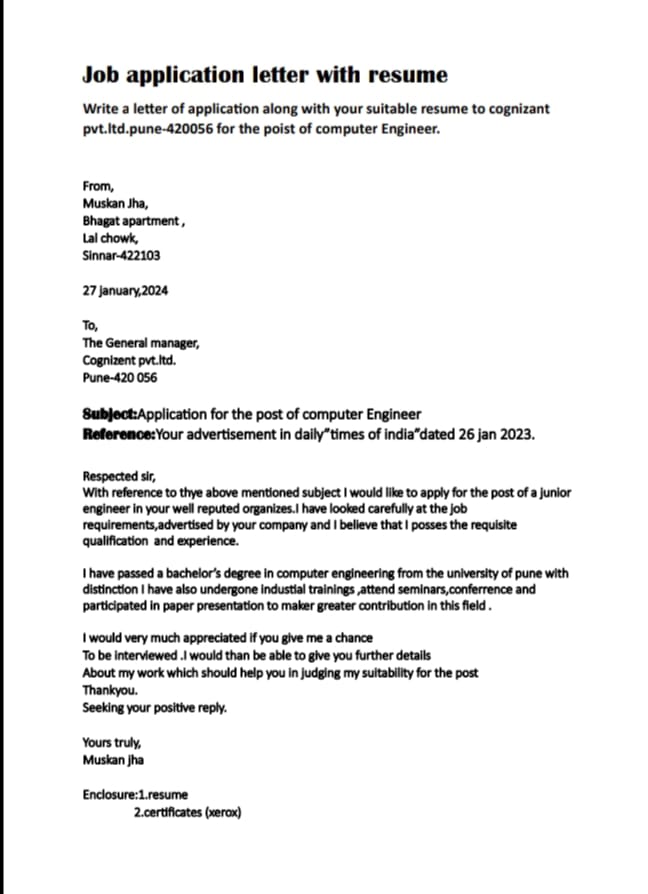 Job application letter with resume
Write a letter of application along with your suitable resume to cognizant
pvt.ltd.pune-420056 for the poist of computer Engineer.
From,
Muskan Jha,
Bhagat apartment ,
Lal chowk,
Sinnar-422103
27 january,2024
To,
The General manager,
Cognizent pvt.ltd.
Pune-420 056
Subject:Application for the post of computer Engineer
Reference:Your advertisement in daily"times of india"dated 26 jan 2023.
Respected sir,
With reference to thye above mentioned subject I would like to apply for the post of a junior
engineer in your well reputed organizes.I have looked carefully at the job
requirements,advertised by your company and I believe that I posses the requisite
qualification and experience.
I have passed a bachelor's degree in computer engineering from the university of pune with
distinction I have also undergone industial trainings ,attend seminars,conferrence and
participated in paper presentation to maker greater contribution in this field .
I would very much appreciated if you give me a chance
To be interviewed .I would than be able to give you further details
About my work which should help you in judging my suitability for the post
Thankyou.
Seeking your positive reply.
Yours truly,
Muskan jha
Enclosure:1.resume
2.certificates (xerox)